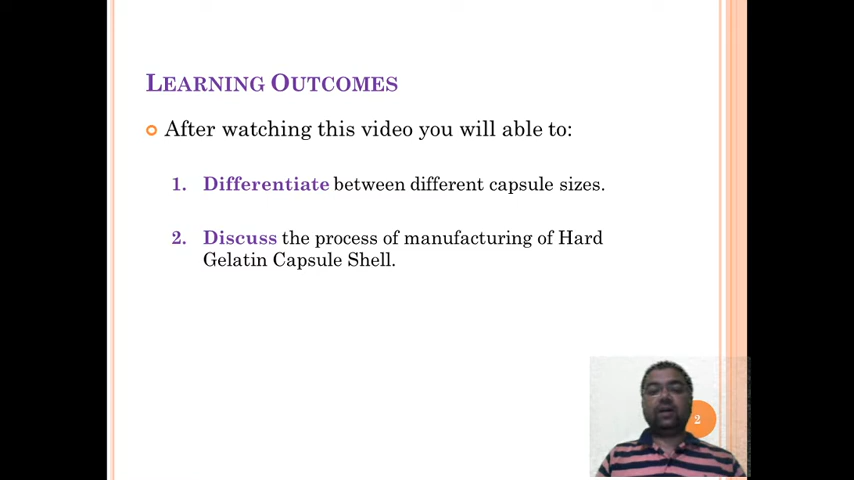 LEARNING OUTCOMES
After watching this video you will able to:
1. Differentiate between different capsule sizes.
2. Discuss the process of manufacturing of Hard
Gelatin Capsule Shell.
2